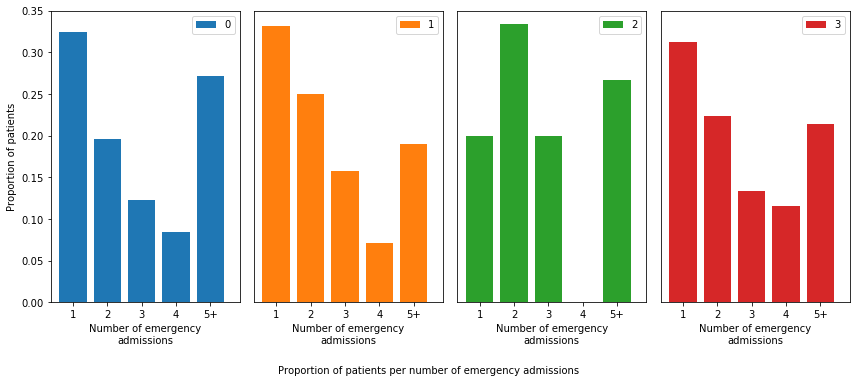 0
1
2
3
Proportion of patients
0.35
0.30
0.25
0.20
0.15
0.10
0.05
0.00
1 2 3 4 5+
1 2 3 4 5+
1 2 3 4 5+
1 2 3 4 5+
Number of emergency
admissions
Number of emergency
admissions
Number of emergency
admissions
Number of emergency
admissions
Proportion of patients per number of emergency admissions